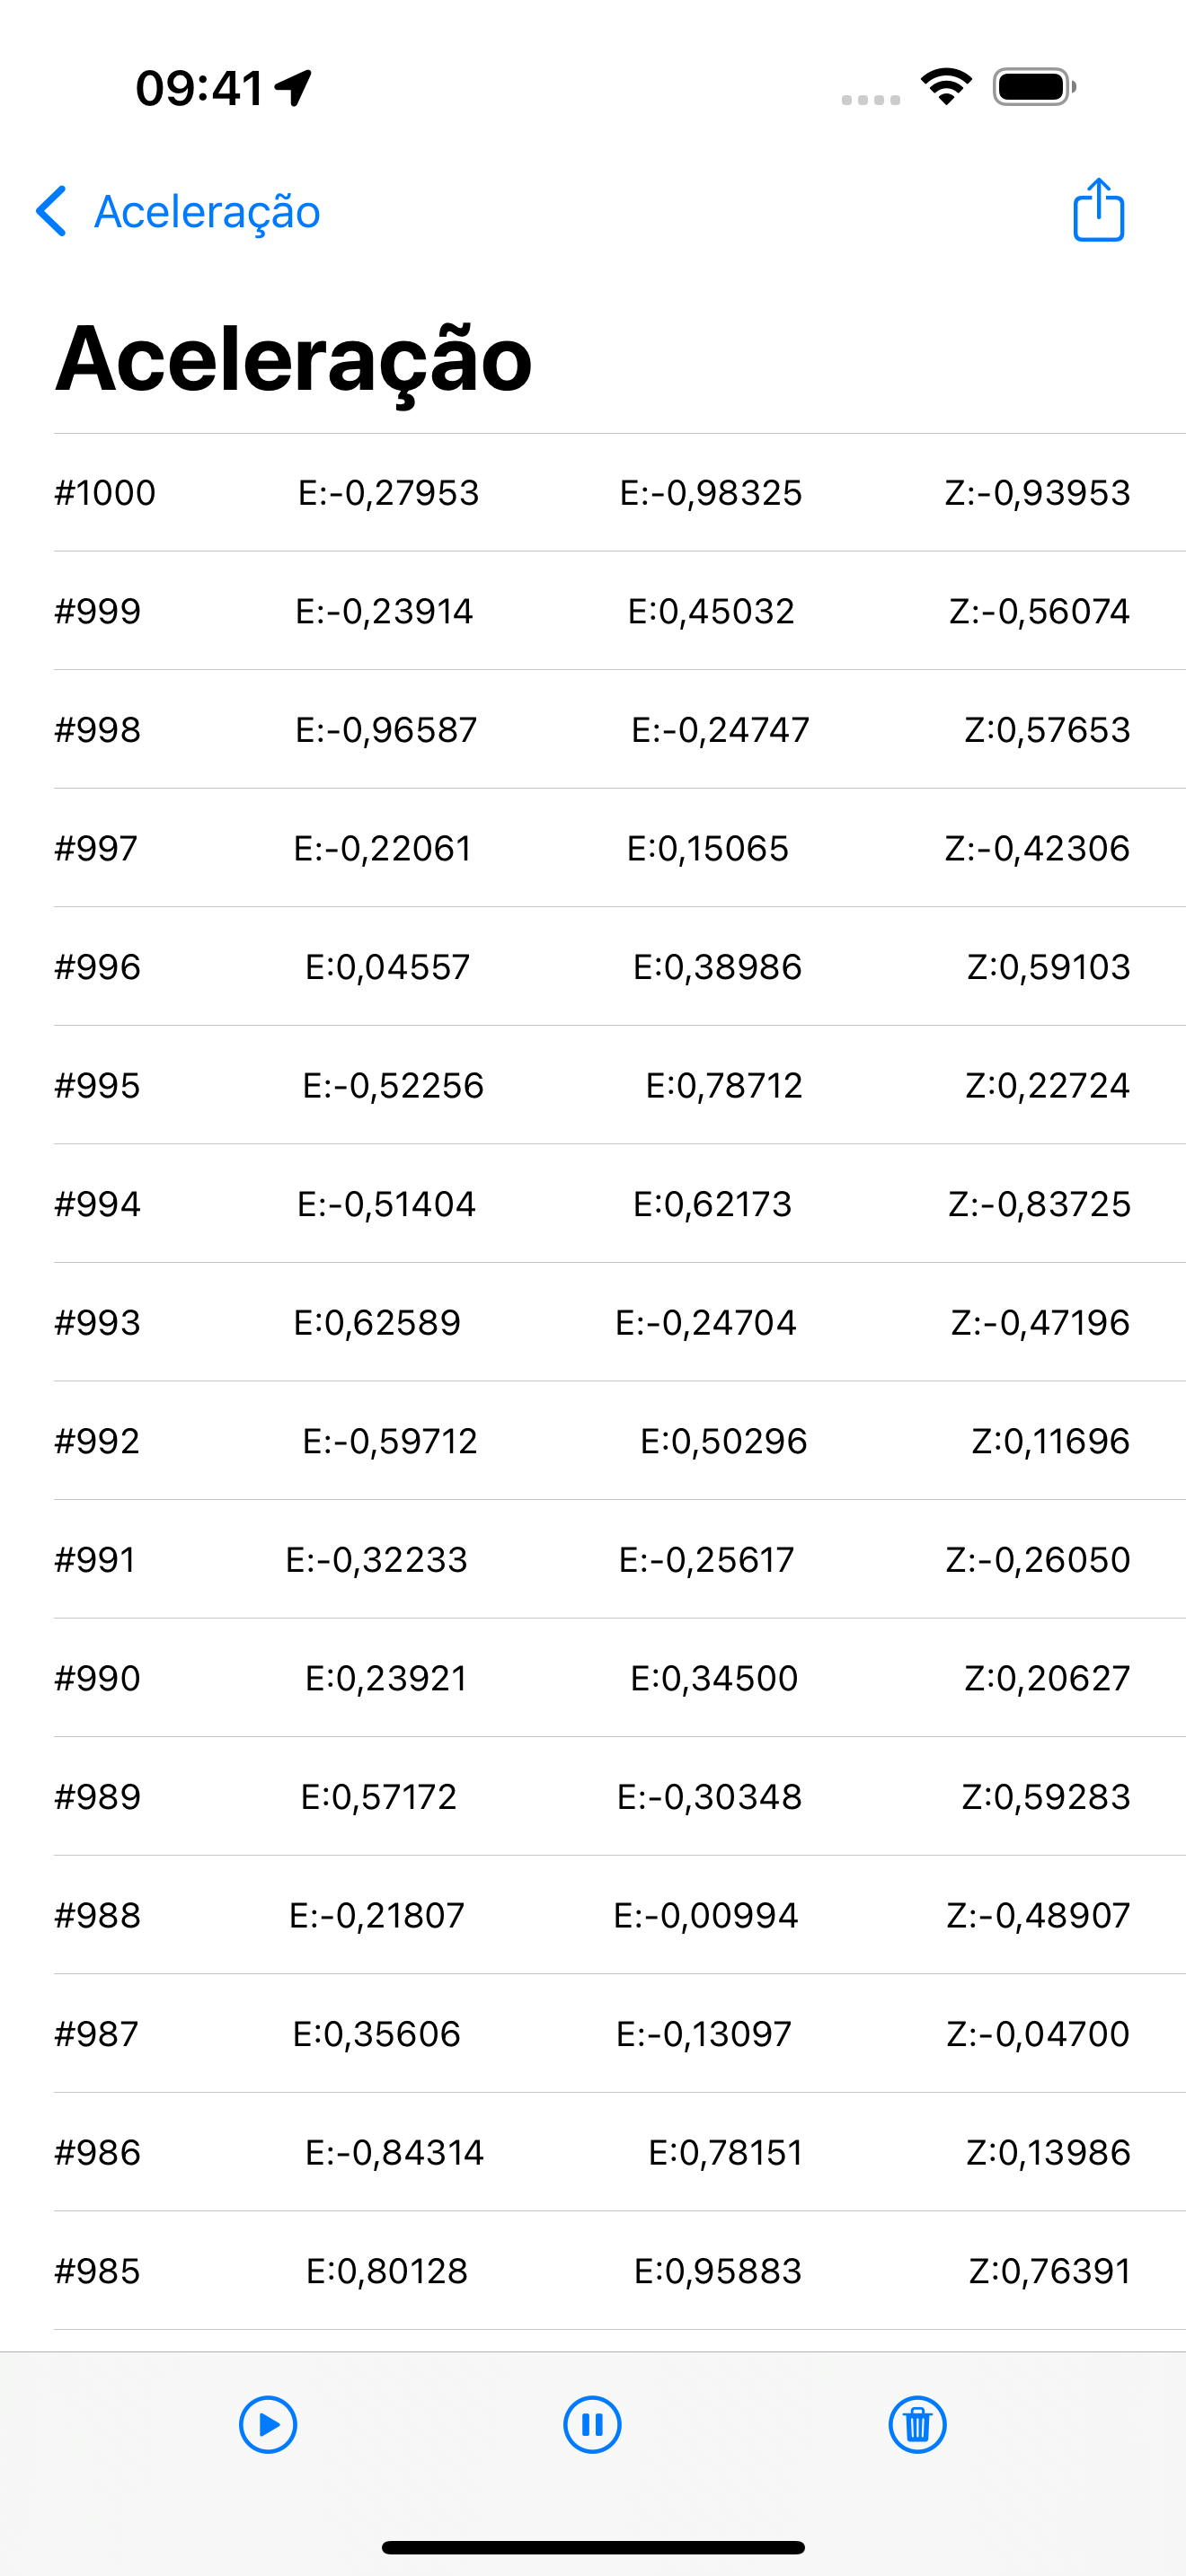 09:41
Aceleração
Aceleração
#1000 E:-0,27953 E:-0,98325 Z:-0,93953
#999 E:-0,23914 E:0,45032 Z:-0,56074
#998 E:-0,96587 E:-0,24747 Z:0,57653
#997 E:-0,22061 E:0,15065 Z:-0,42306
#996 E:0,04557 E:0,38986 Z:0,59103
#995 E:-0,52256 E:0,78712 Z:0,22724
#994 E:-0,51404 E:0,62173 Z:-0,83725
#993 E:0,62589 E:-0,24704 Z:-0,47196
#992 E:-0,59712 E:0,50296 Z:0,11696
#991 E:-0,32233 E:-0,25617 Z:-0,26050
#990 E:0,23921 E:0,34500 Z:0,20627
#989 E:0,57172 E:-0,30348 Z:0,59283
#988 E:-0,21807 E:-0,00994 Z:-0,48907
#987 E:0,35606 E:-0,13097 Z:-0,04700
#986 E:-0,84314 E:0,78151 Z:0,13986
#985 E:0,80128 E:0,95883 Z:0,76391